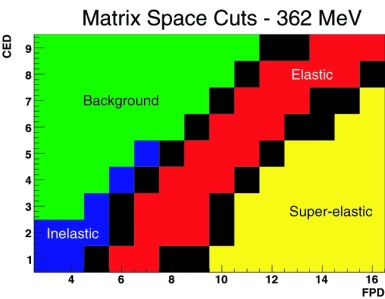 Matrix Space Cuts - 362 MeV
CED
9
8
7
6
5
4
3
2
1
Background
Elastic
Super-elastic
Inelastic
4 6 8 10 12 14 16
FPD